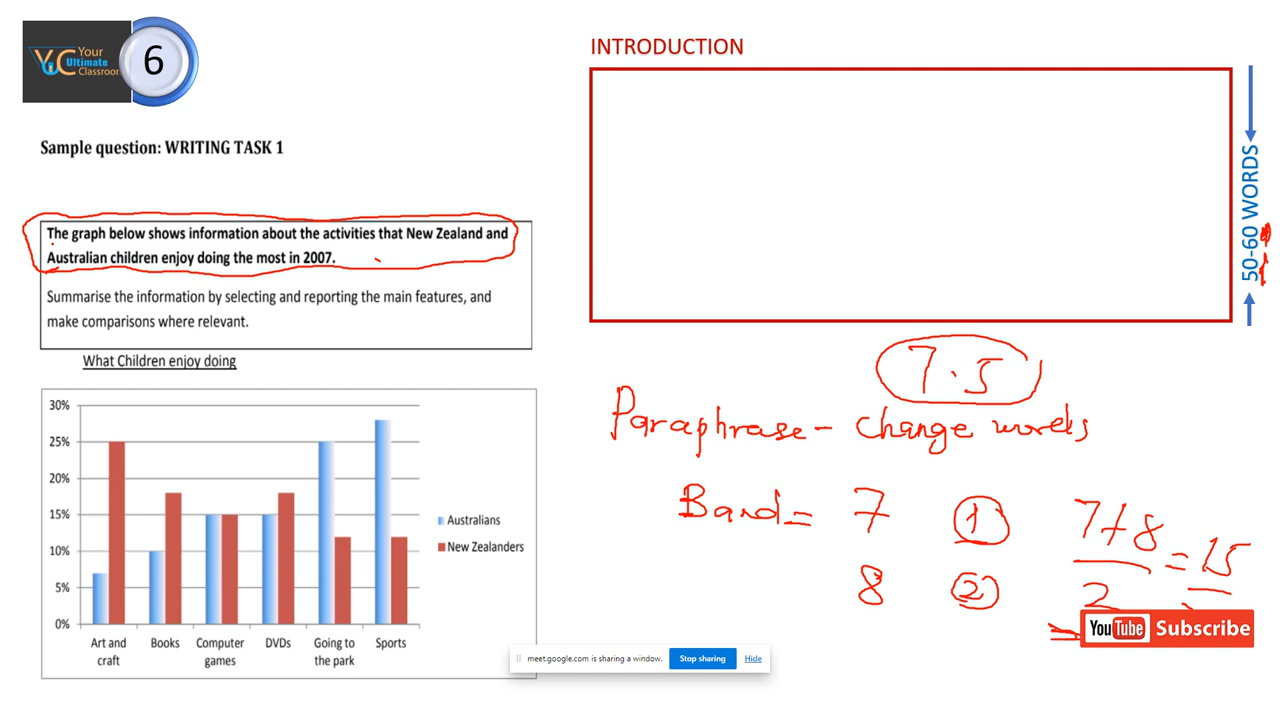 YUC Your
Ultimate
Classroom
6
Sample question: WRITING TASK 1
The graph below shows information about the activities that New Zealand and
Australian children enjoy doing the most in 2007.
Summarise the information by selecting and reporting the main features, and
make comparisons where relevant.
What Children enjoy doing
30%
25%
20%
15%
10%
5%
0%
Art and
craft
Books
Computer
games
DVDs
Going to
the park
Sports
Australians
New Zealanders
INTRODUCTION
50-60 WORDS
7.5
Paraphrase - change words
Band = 7 1
8 2
7+8
2
= 15
YouTube Subscribe
meet.google.com is sharing a window. Stop sharing Hide